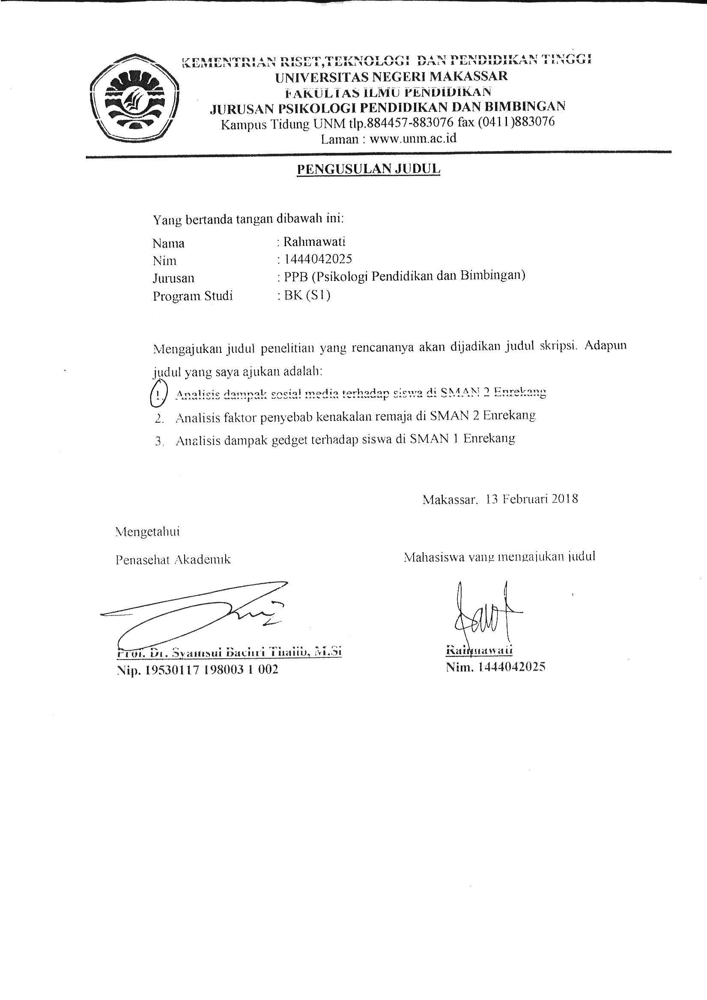 KEMENTRIAN RISET,TEKNOLOGI DAN PENDIDIKAN TINGGI
UNIVERSITAS NEGERI MAKASSAR
FAKULTAS ILMU PENDIDIKAN
JURUSAN PSIKOLOGI PENDIDIKAN DAN BIMBINGAN
Kampus Tidung UNM tlp.884457-883076 fax (0411)883076
Laman : www.unm.ac.id
PENGUSULAN JUDUL
Yang bertanda tangan dibawah ini:
Nama : Rahmawati
Nim : 1444042025
Jurusan : PPB (Psikologi Pendidikan dan Bimbingan)
Program Studi : BK (S1)
Mengajukan judul penelitian yang rencananya akan dijadikan judul skripsi. Adapun
judul yang saya ajukan adalah:
1. Analisis dampak sosial media terhadap siswa di SMAN 2 Enrekang
2. Analisis faktor penyebab kenakalan remaja di SMAN 2 Enrekang
3. Analisis dampak gedget terhadap siswa di SMAN 1 Enrekang
Makassar, 13 Februari 2018
Mengetahui
Penasehat Akademik Mahasiswa yang mengajukan judul
Prof. Dr. Syamsul Bachri Thalib, M.Si Rahmawati
Nip. 19530117 198003 1 002 Nim. 1444042025